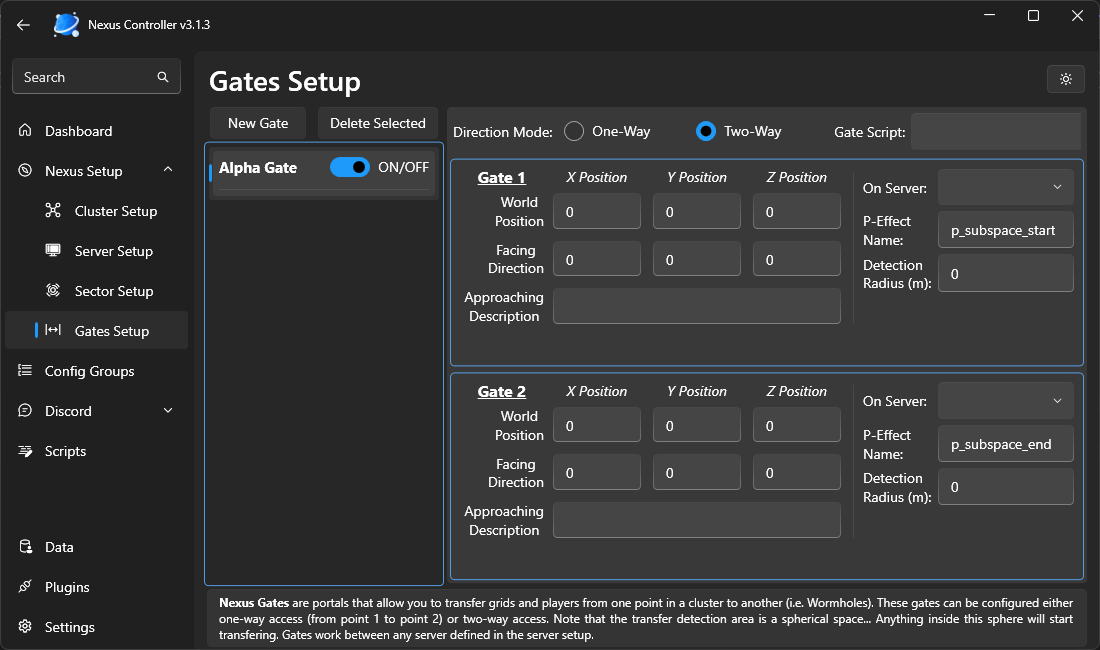 Nexus Controller v3.1.3
Search
Dashboard
Nexus Setup
Cluster Setup
Server Setup
Sector Setup
Gates Setup
Config Groups
Discord
Scripts
Data
Plugins
Settings
Gates Setup
New Gate
Delete Selected
Alpha Gate
ON/OFF
Direction Mode:
One-Way
Two-Way
Gate Script:
Gate 1
X Position
Y Position
Z Position
World
Position
0
0
0
Facing
Direction
0
0
0
Approaching
Description
On Server:
P-Effect
Name:
p_subspace_start
Detection
Radius (m):
0
Gate 2
X Position
Y Position
Z Position
World
Position
0
0
0
Facing
Direction
0
0
0
Approaching
Description
On Server:
P-Effect
Name:
p_subspace_end
Detection
Radius (m):
0
Nexus Gates are portals that allow you to transfer grids and players from one point in a cluster to another (i.e. Wormholes). These gates can be configured either
one-way access (from point 1 to point 2) or two-way access. Note that the transfer detection area is a spherical space... Anything inside this sphere will start
transfering. Gates work between any server defined in the server setup.